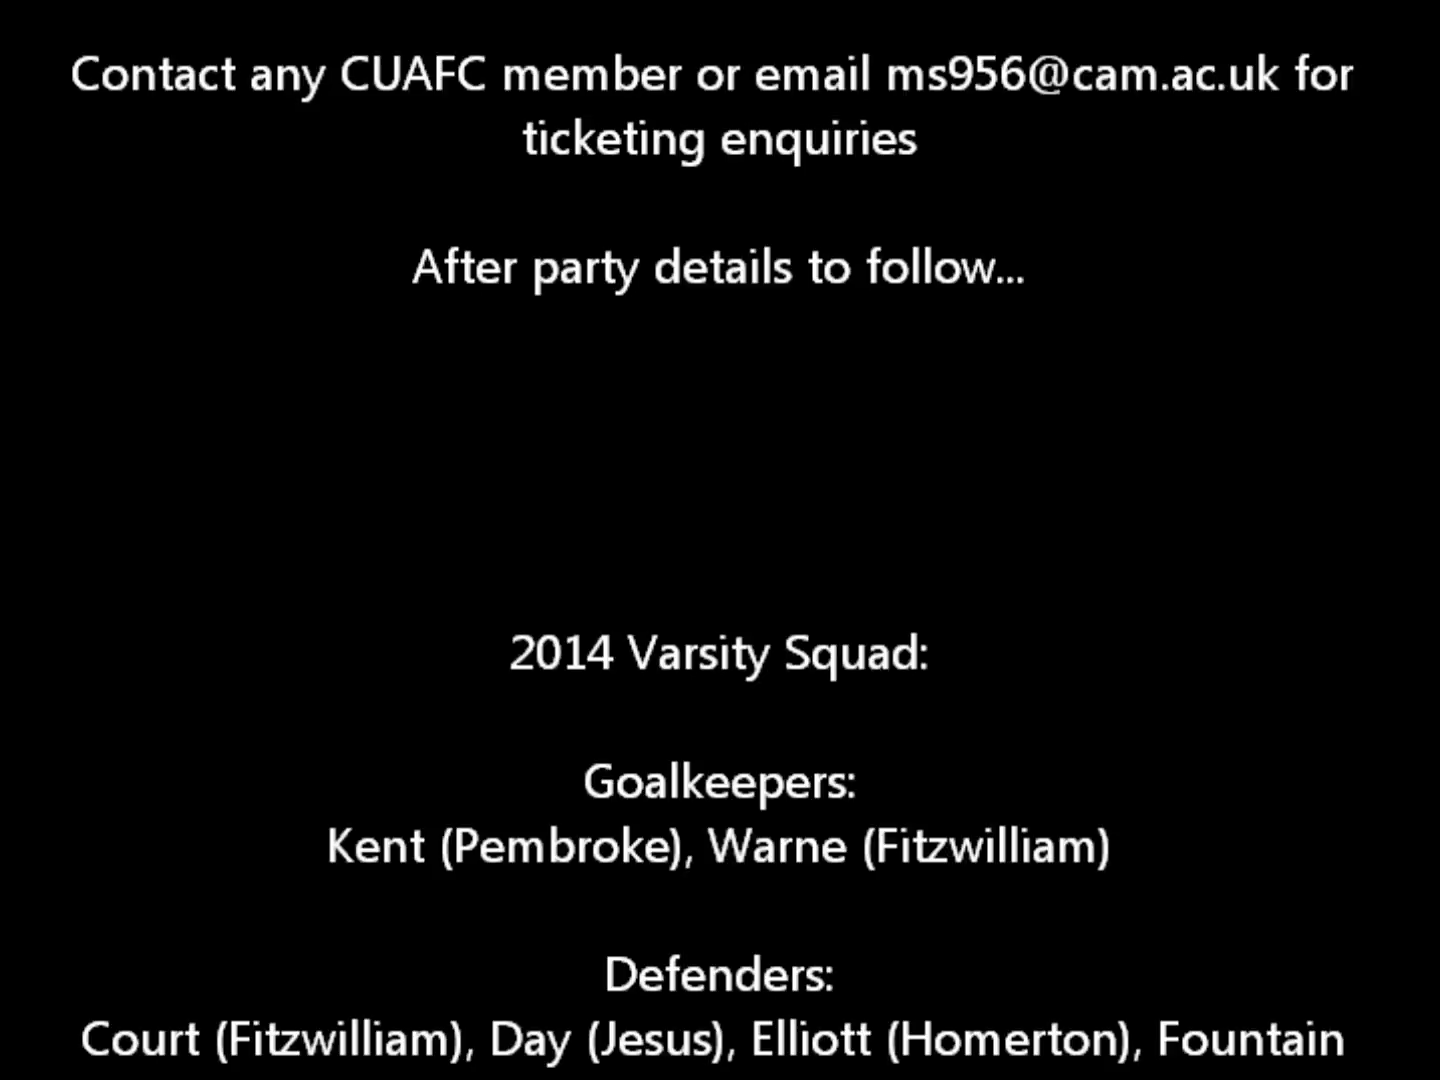 Contact any CUAFC member or email ms956@cam.ac.uk for
ticketing enquiries
After party details to follow...
2014 Varsity Squad:
Goalkeepers:
Kent (Pembroke), Warne (Fitzwilliam)
Defenders:
Court (Fitzwilliam), Day (Jesus), Elliott (Homerton), Fountain